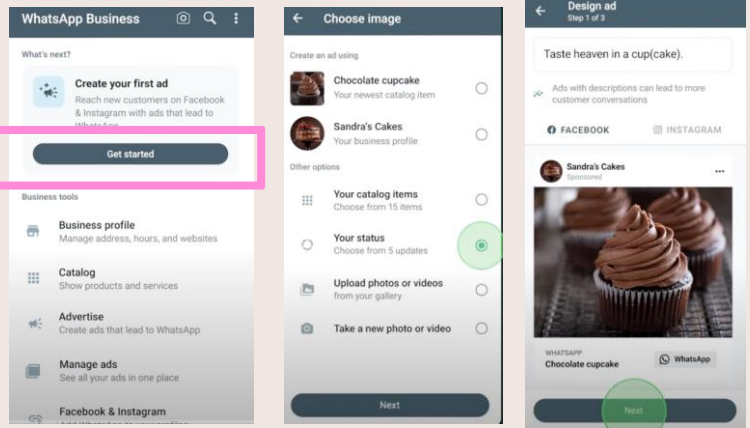 WhatsApp Business
What's next?
Create your first ad
Reach new customers on Facebook
& Instagram with ads that lead to
WhatsApp
Get started
Business tools
Business profile
Manage address, hours, and websites
Catalog
Show products and services
Advertise
Create ads that lead to WhatsApp
Manage ads
See all your ads in one place
Facebook & Instagram
Add WhatsApp to your profiles
Choose image
Create an ad using
Chocolate cupcake
Your newest catalog item
Sandra's Cakes
Your business profile
Other options
Your catalog items
Choose from 15 items
Your status
Choose from 5 updates
Upload photos or videos
from your gallery
Take a new photo or video
Next
Design ad
Step 1 of 3
Taste heaven in a cup(cake).
Ads with descriptions can lead to more
customer conversations
FACEBOOK
INSTAGRAM
Sandra's Cakes
Sponsored
WHATSAPP
Chocolate cupcake
WhatsApp
Next